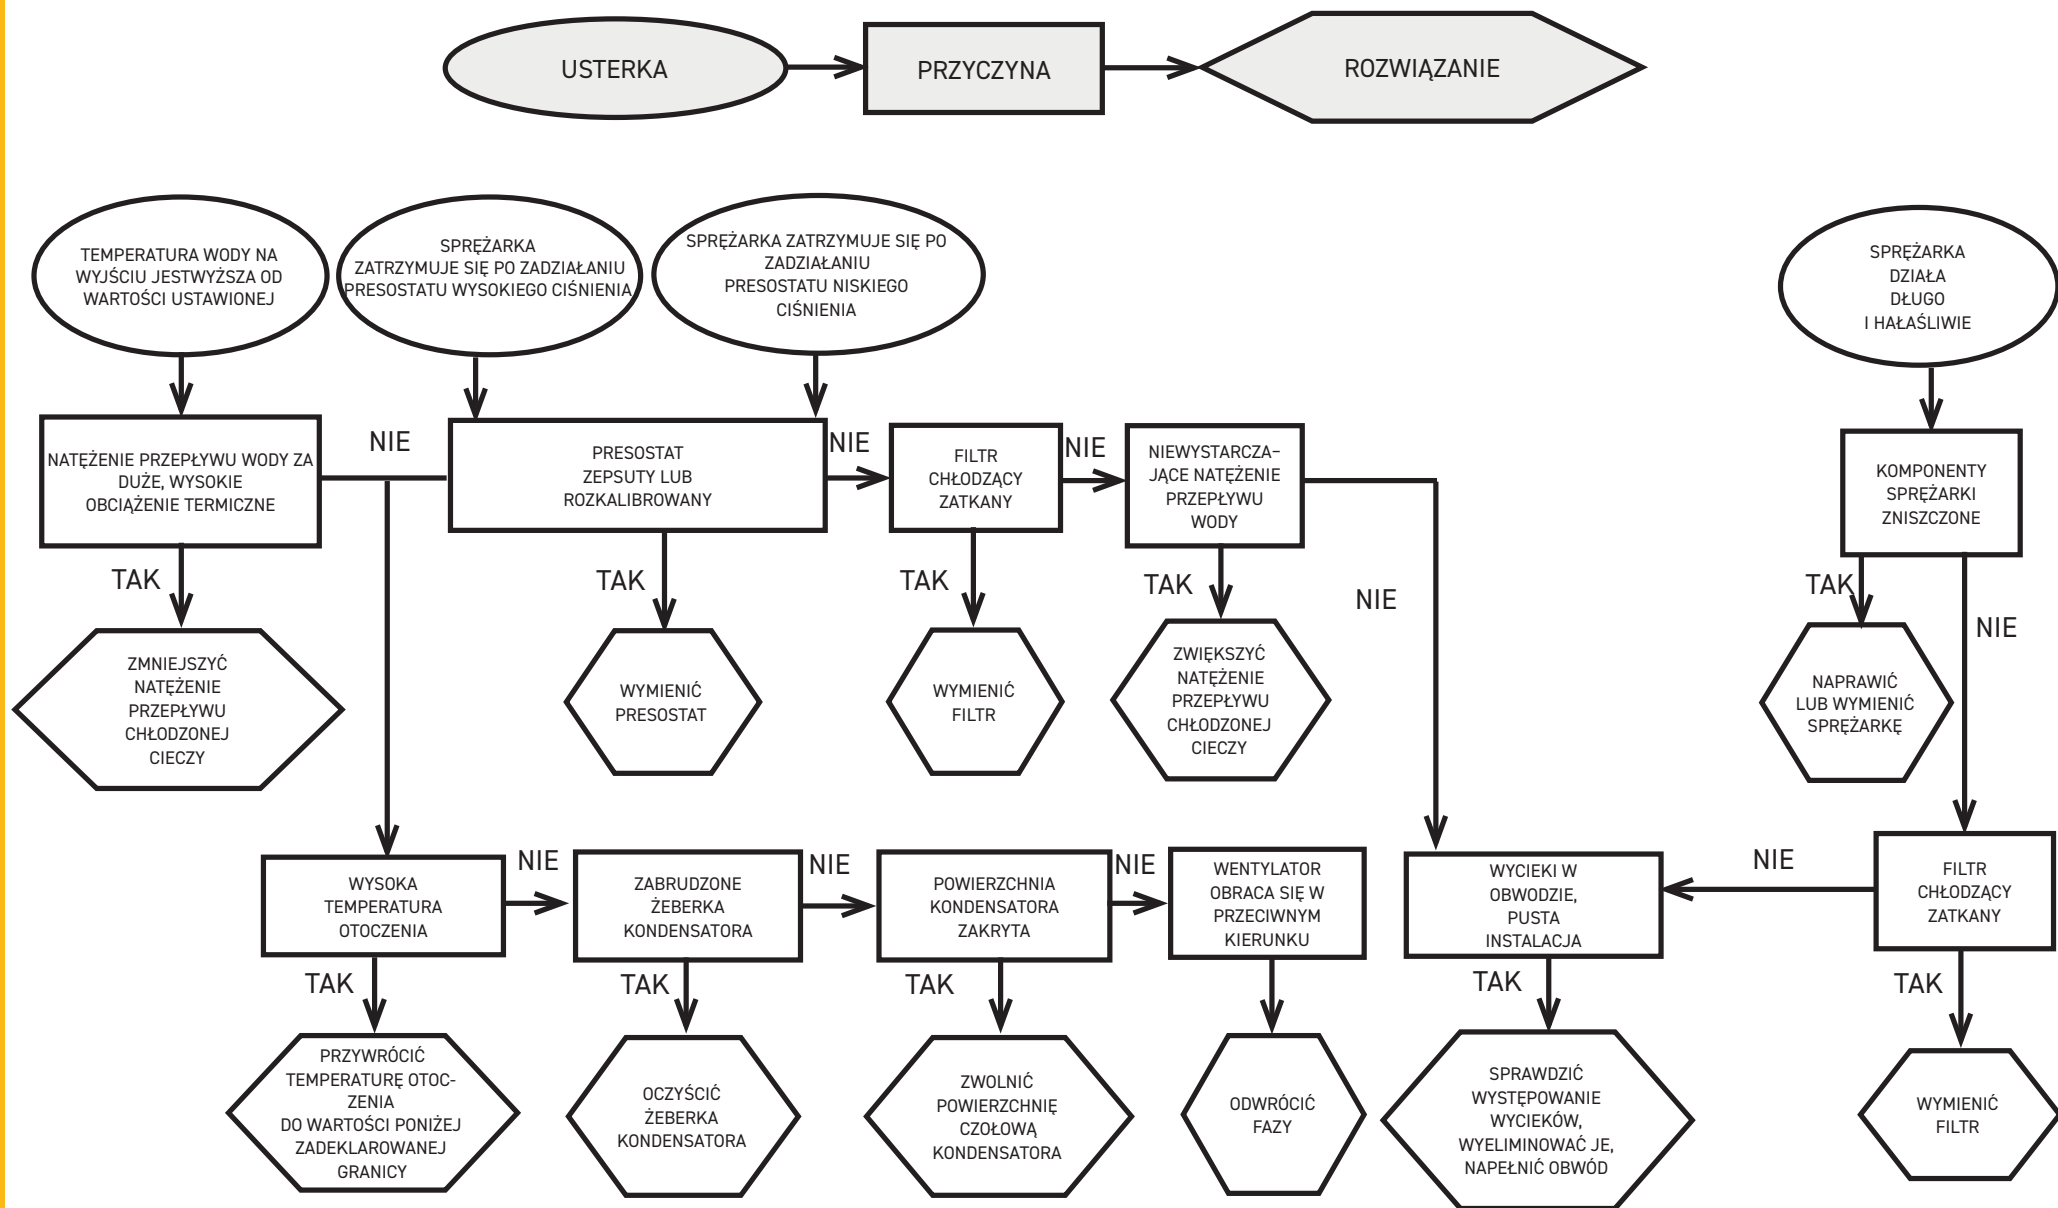 USTERKA
PRZYCZYNA
ROZWIĄZANIE
TEMPERATURA WODY NA
WYJŚCIU JESTWYŻSZA OD
WARTOŚCI USTAWIONEJ
SPRĘŻARKA
ZATRZYMUJE SIĘ PO ZADZIAŁANIU
PRESOSTATU WYSOKIEGO CIŚNIENIA
SPRĘŻARKA ZATRZYMUJE SIĘ PO
ZADZIAŁANIU
PRESOSTATU NISKIEGO
CIŚNIENIA
SPRĘŻARKA
DZIAŁA
DŁUGO
I HAŁAŚLIWIE
NATĘŻENIE PRZEPŁYWU WODY ZA
DUŻE, WYSOKIE
OBCIĄŻENIE TERMICZNE
NIE
PRESOSTAT
ZEPSUTY LUB
ROZKALIBROWANY
NIE
FILTR
CHŁODZĄCY
ZATKANY
NIE
NIEWYSTARCZA-
JĄCE NATĘŻENIE
PRZEPŁYWU
WODY
KOMPONENTY
SPRĘŻARKI
ZNISZCZONE
TAK
TAK
TAK
TAK
NIE
TAK
NIE
ZMNIEJSZYĆ
NATĘŻENIE
PRZEPŁYWU
CHŁODZONEJ
CIECZY
WYMIENIĆ
PRESOSTAT
WYMIENIĆ
FILTR
ZWIĘKSZYĆ
NATĘŻENIE
PRZEPŁYWU
CHŁODZONEJ
CIECZY
NAPRAWIĆ
LUB WYMIENIĆ
SPRĘŻARKĘ
WYSOKA
TEMPERATURA
OTOCZENIA
NIE
ZABRUDZONE
ŻEBERKA
KONDENSATORA
NIE
POWIERZCHNIA
KONDENSATORA
ZAKRYTA
NIE
WENTYLATOR
OBRACA SIĘ W
PRZECIWNYM
KIERUNKU
WYCIEKI W
OBWODZIE,
PUSTA
INSTALACJA
NIE
FILTR
CHŁODZĄCY
ZATKANY
TAK
TAK
TAK
TAK
TAK
PRZYWRÓCIĆ
TEMPERATURĘ OTOC-
ZENIA
DO WARTOŚCI PONIŻEJ
ZADEKLAROWANEJ
GRANICY
OCZYŚCIĆ
ŻEBERKA
KONDENSATORA
ZWOLNIĆ
POWIERZCHNIĘ
CZOŁOWĄ
KONDENSATORA
ODWRÓCIĆ
FAZY
SPRAWDZIĆ
WYSTĘPOWANIE
WYCIEKÓW,
WYELIMINOWAĆ JE,
NAPEŁNIĆ OBWÓD
WYMIENIĆ
FILTR